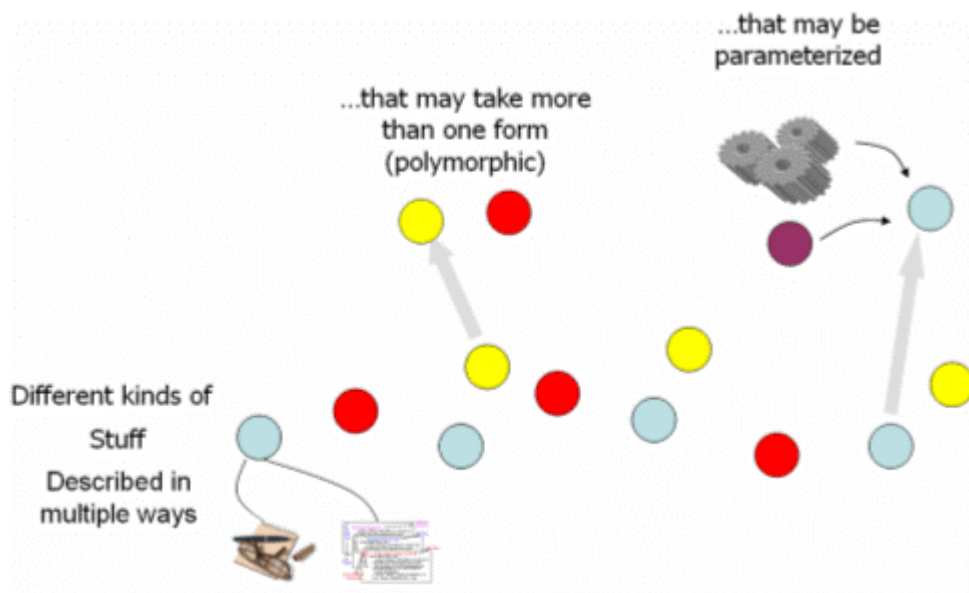 ...that may be
parameterized
...that may take more
than one form
(polymorphic)
Different kinds of
Stuff
Described in
multiple ways